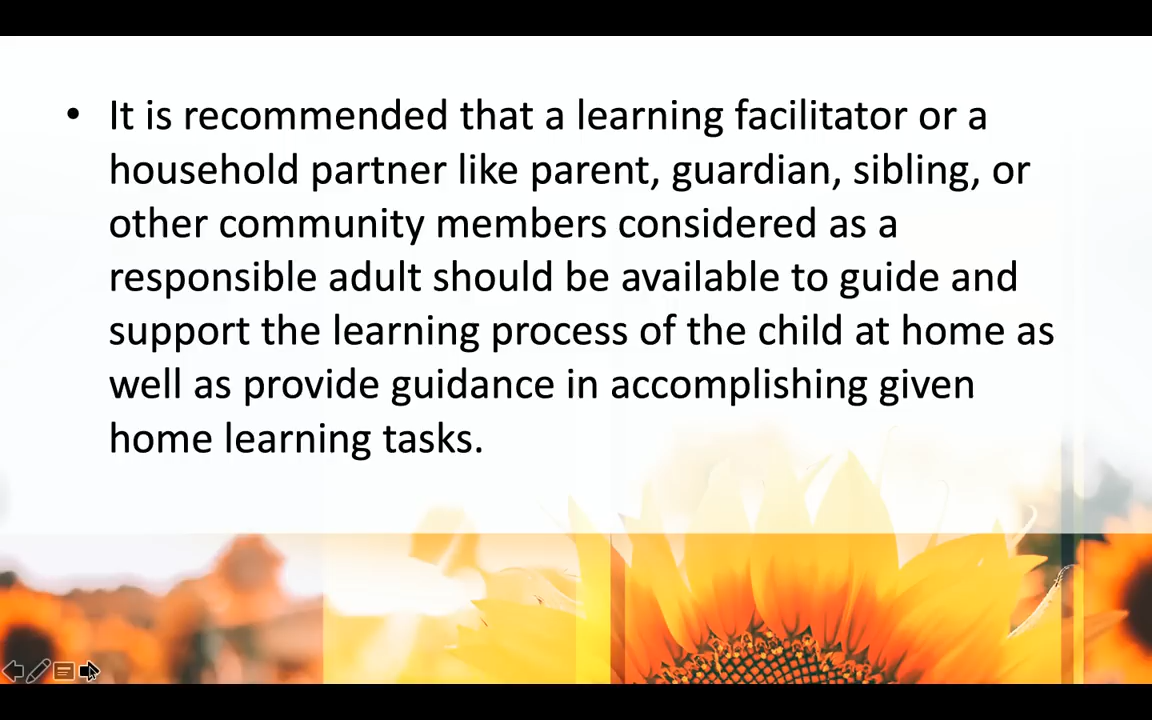 • It is recommended that a learning facilitator or a
household partner like parent, guardian, sibling, or
other community members considered as a
responsible adult should be available to guide and
support the learning process of the child at home as
well as provide guidance in accomplishing given
home learning tasks.